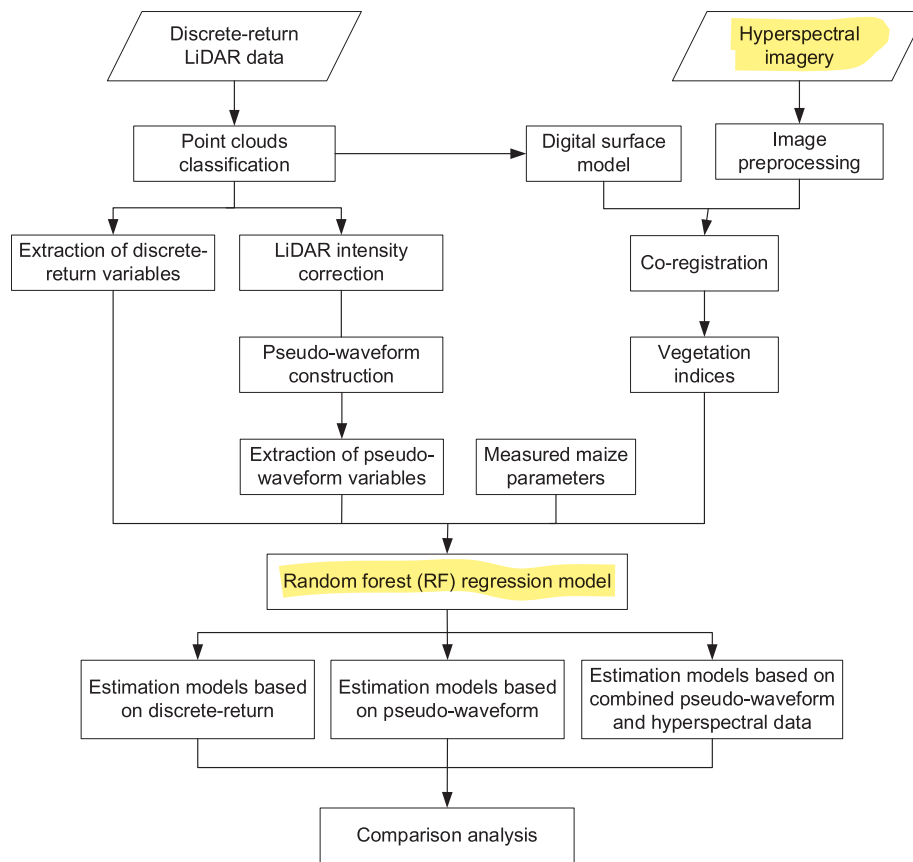 Discrete-return
LiDAR data
Hyperspectral
imagery
Point clouds
classification
Digital surface
model
Image
preprocessing
Extraction of discrete-
return variables
LiDAR intensity
correction
Co-registration
Pseudo-waveform
construction
Vegetation
indices
Extraction of pseudo-
waveform variables
Measured maize
parameters
Random forest (RF) regression model
Estimation models based
on discrete-return
Estimation models based
on pseudo-waveform
Estimation models based on
combined pseudo-waveform
and hyperspectral data
Comparison analysis